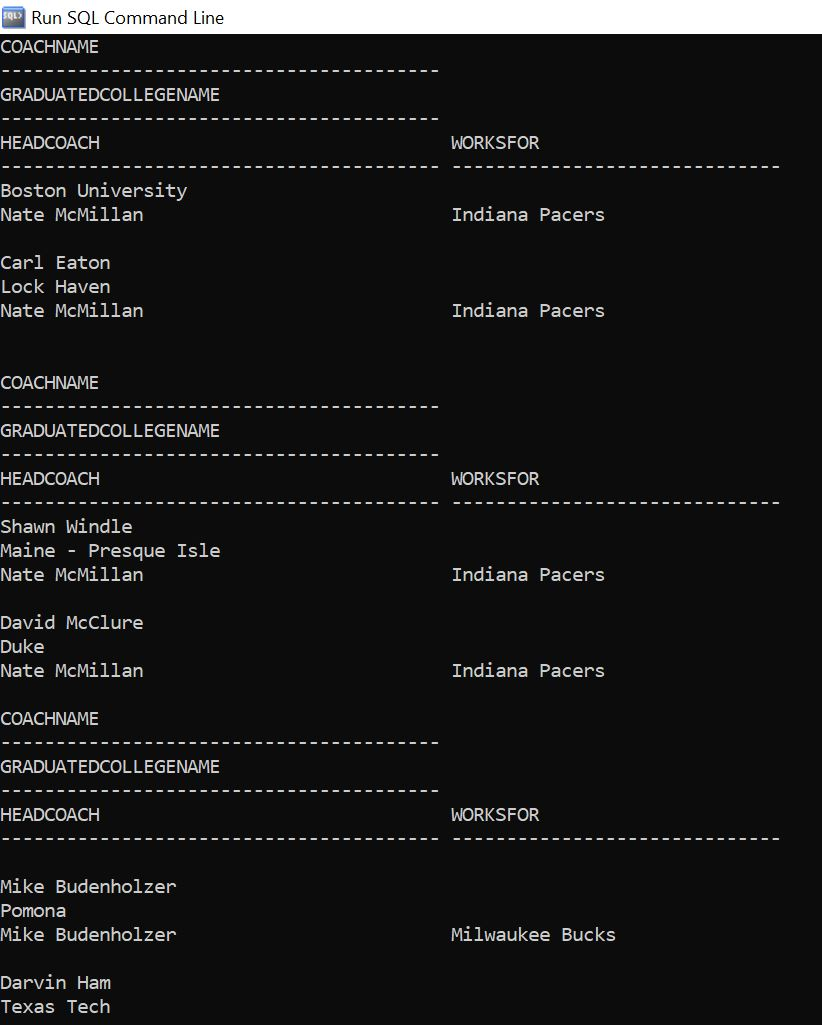 SQL>
Run SQL Command Line
COACHNAME
----------------------------------------
GRADUATEDCOLLEGENAME
----------------------------------------
HEADCOACH                                WORKSFOR
---------------------------------------- ------------------------------
Boston University
Nate McMillan                            Indiana Pacers

Carl Eaton
Lock Haven
Nate McMillan                            Indiana Pacers


COACHNAME
----------------------------------------
GRADUATEDCOLLEGENAME
----------------------------------------
HEADCOACH                                WORKSFOR
---------------------------------------- ------------------------------
Shawn Windle
Maine - Presque Isle
Nate McMillan                            Indiana Pacers

David McClure
Duke
Nate McMillan                            Indiana Pacers

COACHNAME
----------------------------------------
GRADUATEDCOLLEGENAME
----------------------------------------
HEADCOACH                                WORKSFOR
---------------------------------------- ------------------------------

Mike Budenholzer
Pomona
Mike Budenholzer                         Milwaukee Bucks

Darvin Ham
Texas Tech